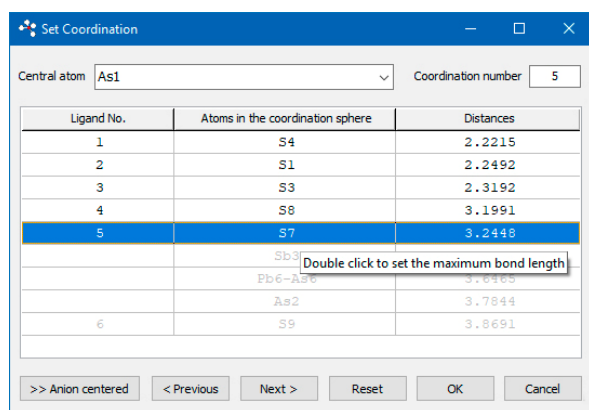 Set Coordination
Central atom As1 Coordination number 5
Ligand No. Atoms in the coordination sphere Distances
1 S4 2.2215
2 S1 2.2492
3 S3 2.3192
4 S8 3.1991
5 S7 3.2448
Sb3
Double click to set the maximum bond length
Pb6-As6 3.6465
As2 3.7844
6 S9 3.8691
>> Anion centered < Previous Next > Reset OK Cancel